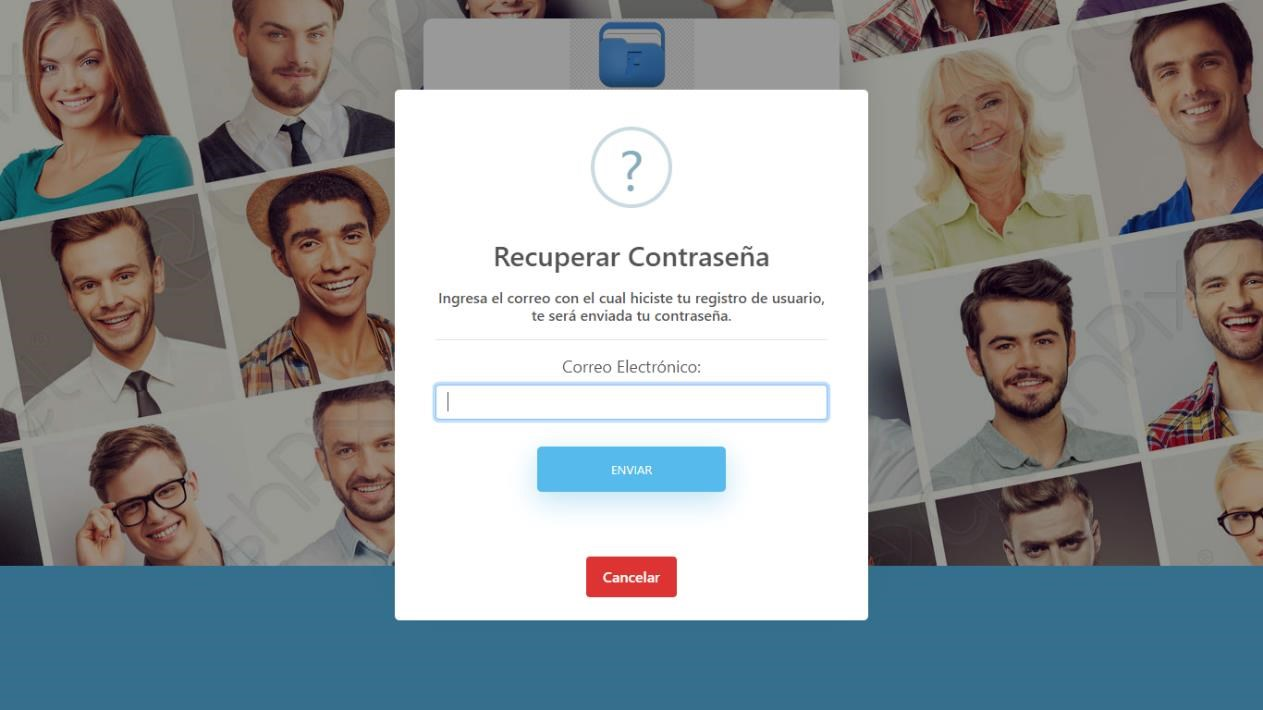 F
?
Recuperar Contraseña
Ingresa el correo con el cual hiciste tu registro de usuario,
te será enviada tu contraseña.
Correo Electrónico:
ENVIAR
Cancelar